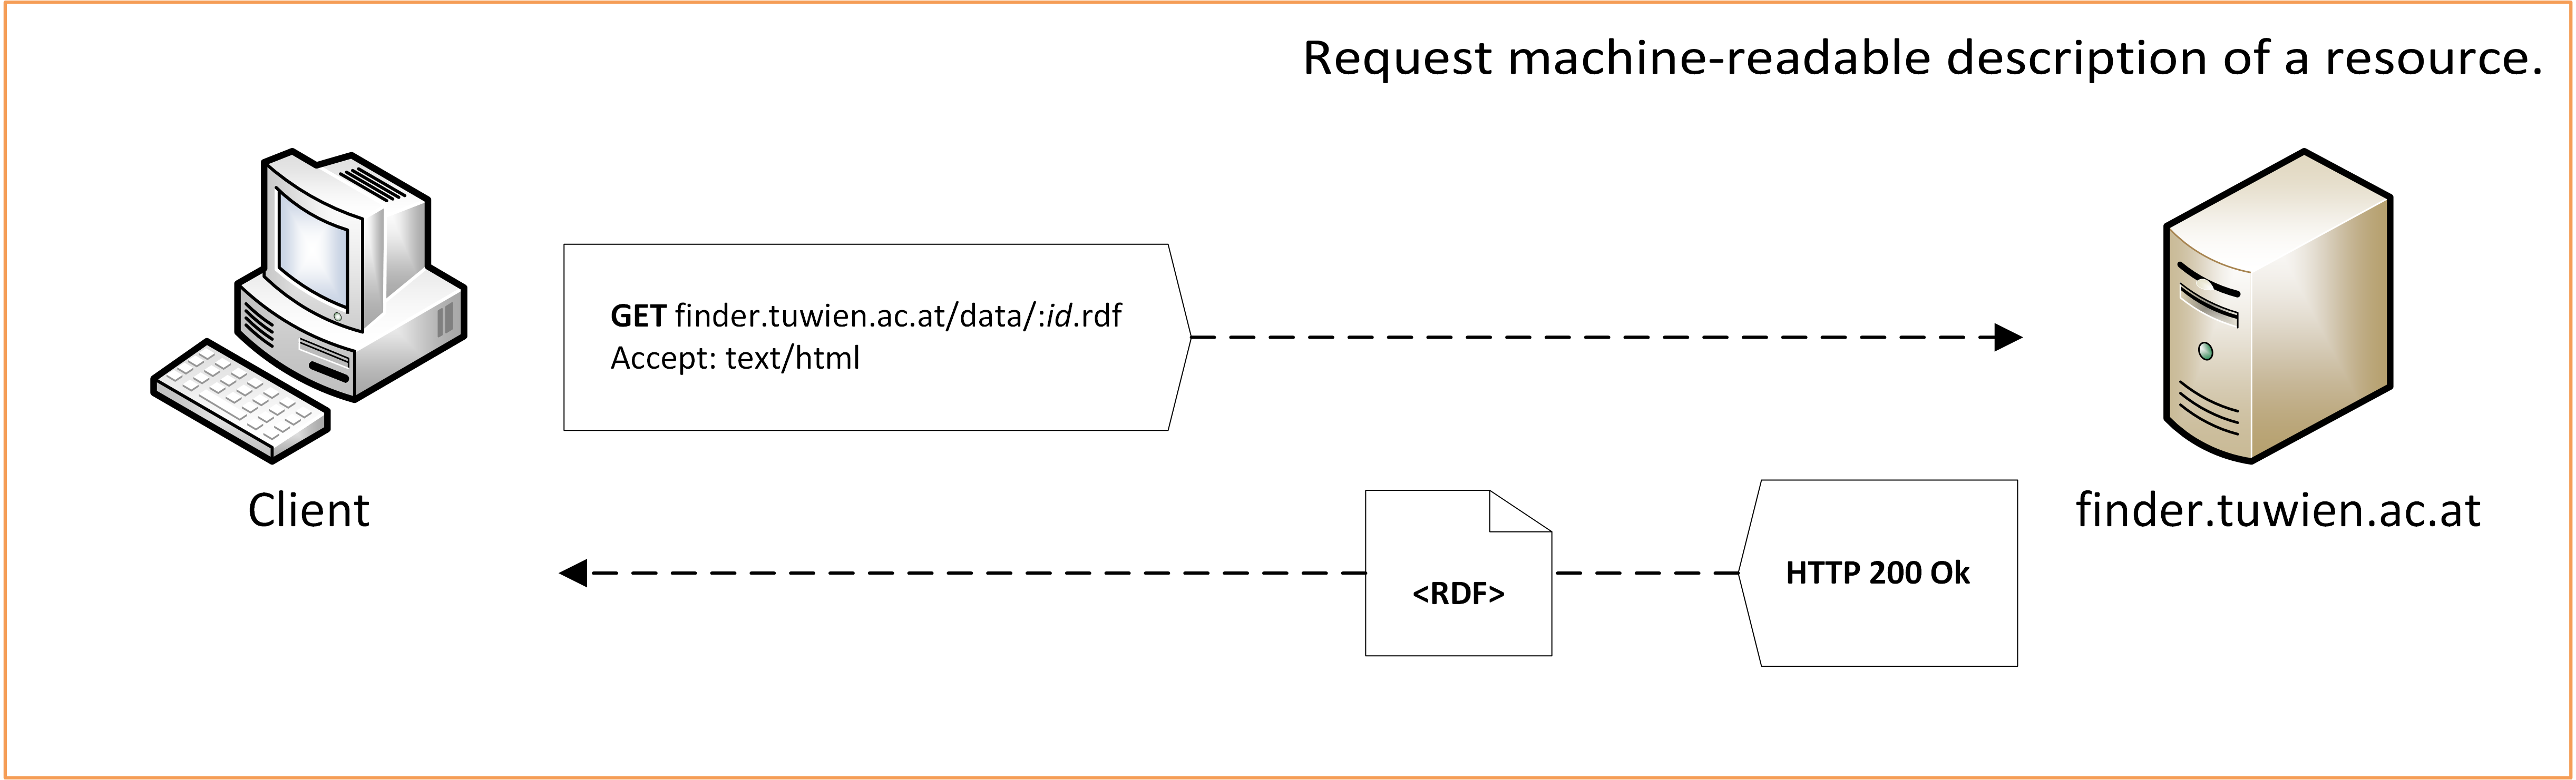 Request machine-readable description of a resource.
GET finder.tuwien.ac.at/data/:id.rdf
Accept: text/html
Client
finder.tuwien.ac.at
<RDF>
HTTP 200 Ok